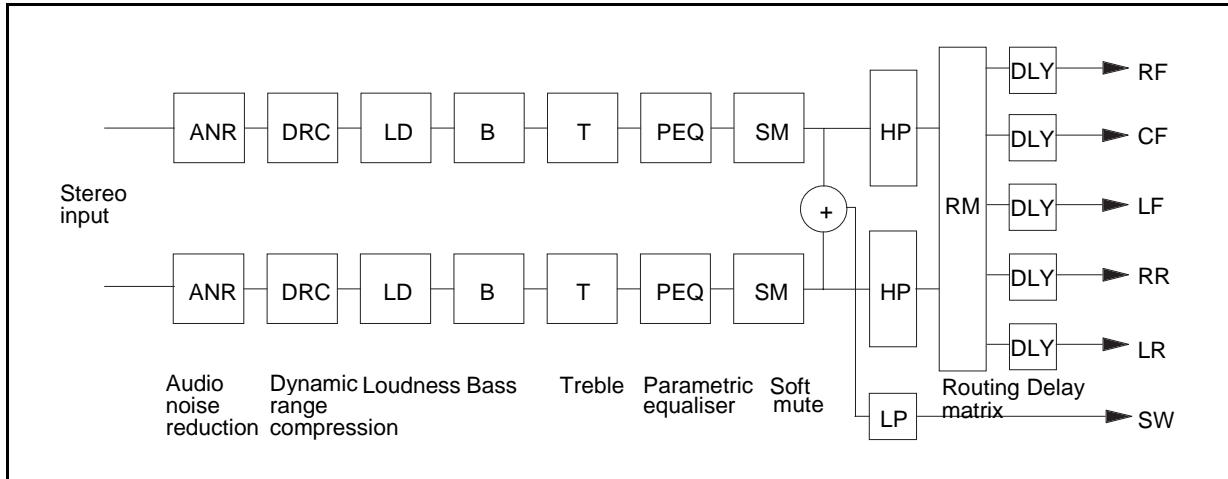 DLY RF
ANR DRC LD B T PEQ SM HP DLY CF
Stereo
input
+ RM DLY LF
ANR DRC LD B T PEQ SM HP DLY RR
DLY LR
Audio
noise
reduction
Dynamic
range
compression
Loudness
Bass
Treble
Parametric
equaliser
Soft
mute
Routing
matrix
Delay
LP SW